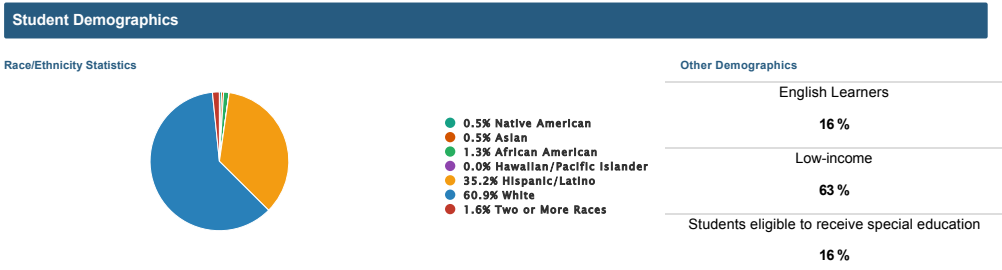 Student Demographics
Race/Ethnicity Statistics
0.5% Native American
0.5% Asian
1.3% African American
0.0% Hawaiian/Pacific Islander
35.2% Hispanic/Latino
60.9% White
1.6% Two or More Races
Other Demographics
English Learners
16 %
Low-income
63 %
Students eligible to receive special education
16 %